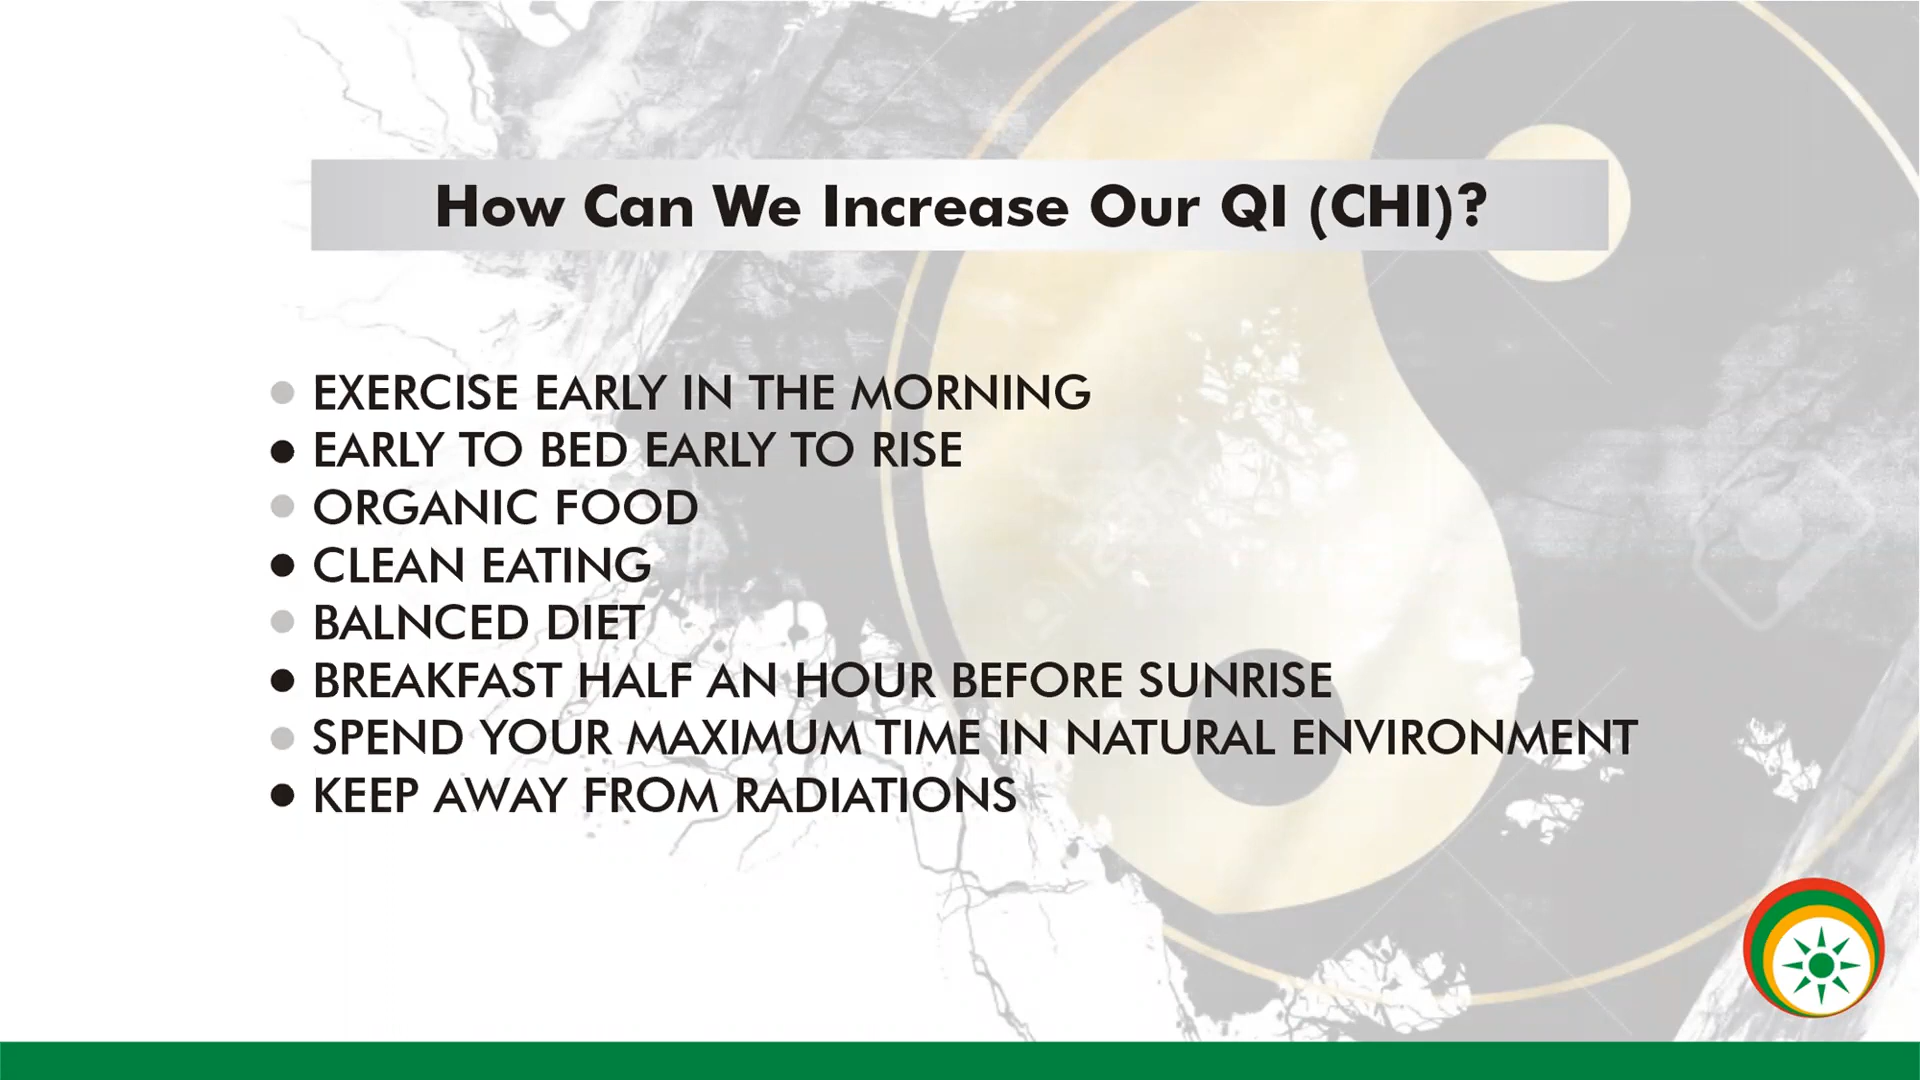 How Can We Increase Our QI (CHI)?
● EXERCISE EARLY IN THE MORNING
● EARLY TO BED EARLY TO RISE
● ORGANIC FOOD
● CLEAN EATING
● BALNCED DIET
● BREAKFAST HALF AN HOUR BEFORE SUNRISE
● SPEND YOUR MAXIMUM TIME IN NATURAL ENVIRONMENT
● KEEP AWAY FROM RADIATIONS